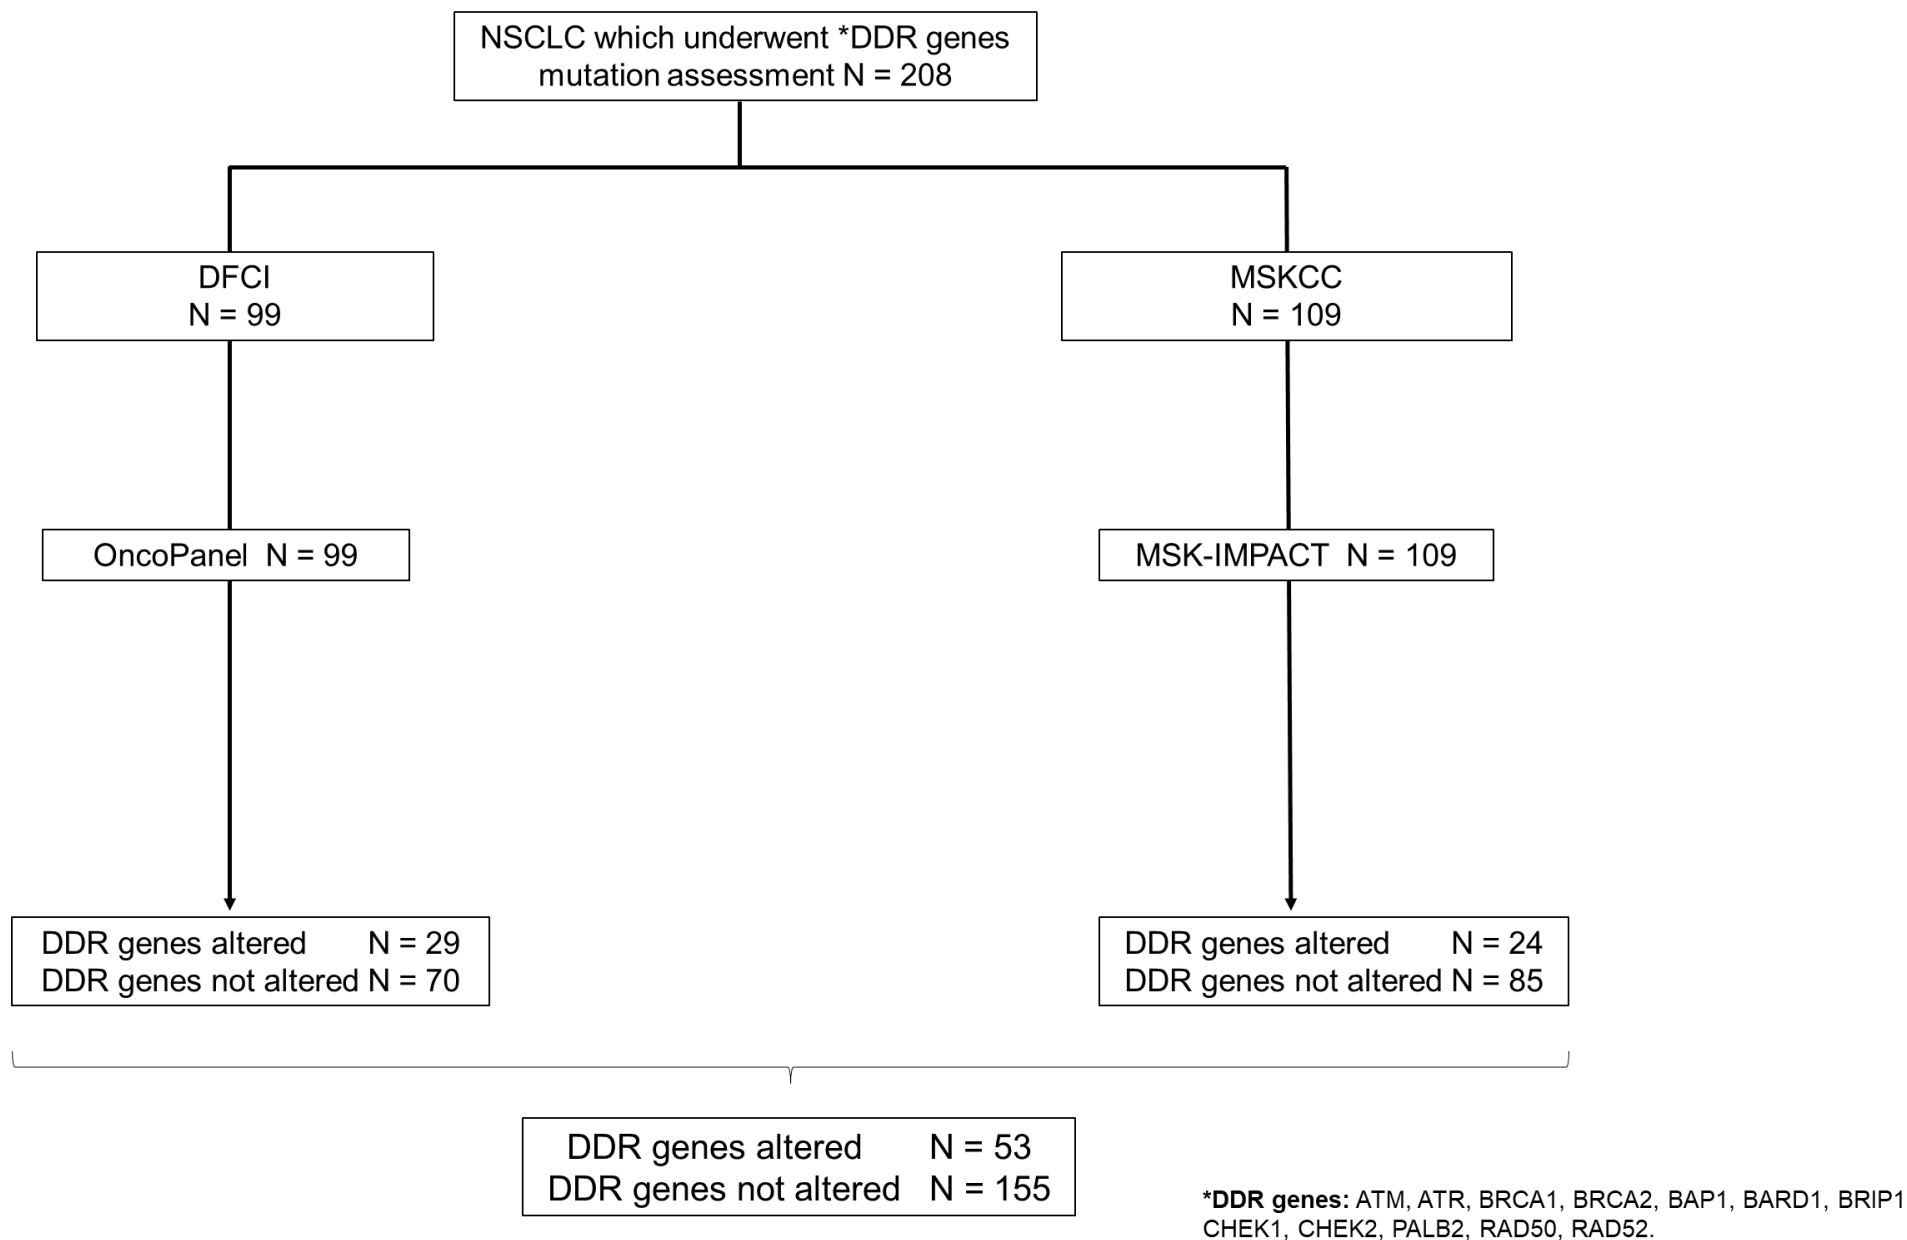 NSCLC which underwent *DDR genes
mutation assessment N = 208
DFCI
N = 99
MSKCC
N = 109
OncoPanel N = 99
MSK-IMPACT N = 109
DDR genes altered N = 29
DDR genes not altered N = 70
DDR genes altered N = 24
DDR genes not altered N = 85
DDR genes altered N = 53
DDR genes not altered N = 155
*DDR genes: ATM, ATR, BRCA1, BRCA2, BAP1, BARD1, BRIP1
CHEK1, CHEK2, PALB2, RAD50, RAD52.